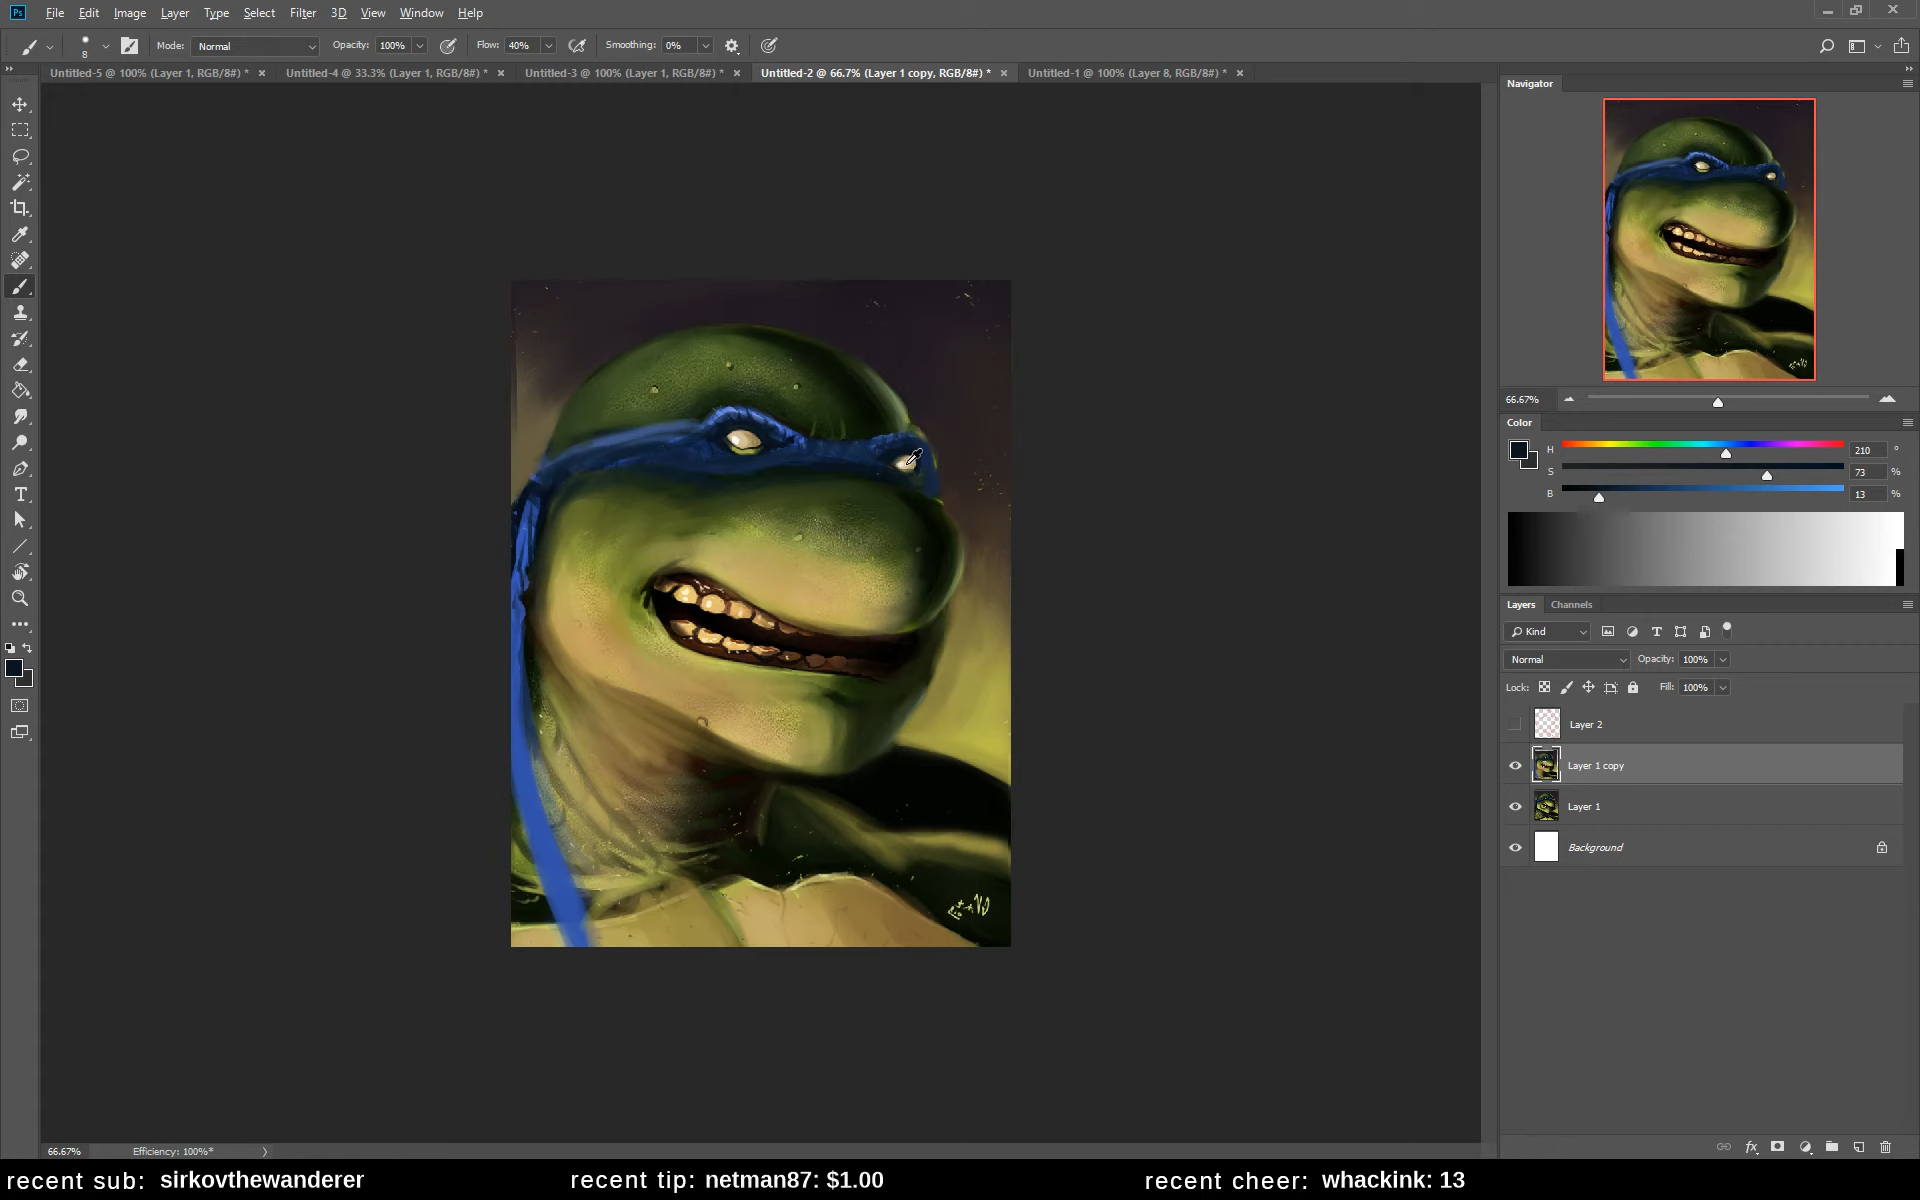 Ps File Edit Image Layer Type Select Filter 3D View Window Help
8 Mode: Normal Opacity: 100% Flow: 40% Smoothing: 0%
Untitled-5 @ 100% (Layer 1, RGB/8#) * Untitled-4 @ 33.3% (Layer 1, RGB/8#) * Untitled-3 @ 100% (Layer 1, RGB/8#) * Untitled-2 @ 66.7% (Layer 1 copy, RGB/8#) * Untitled-1 @ 100% (Layer 8, RGB/8#) *
Navigator
66.67%
Color
H 210 °
S 73 %
B 13 %
Layers Channels
Kind
Normal Opacity: 100%
Lock: Fill: 100%
Layer 2
Layer 1 copy
Layer 1
Background
66.67% Efficiency: 100%*
recent sub: sirkovthewanderer recent tip: netman87: $1.00 recent cheer: whackink: 13